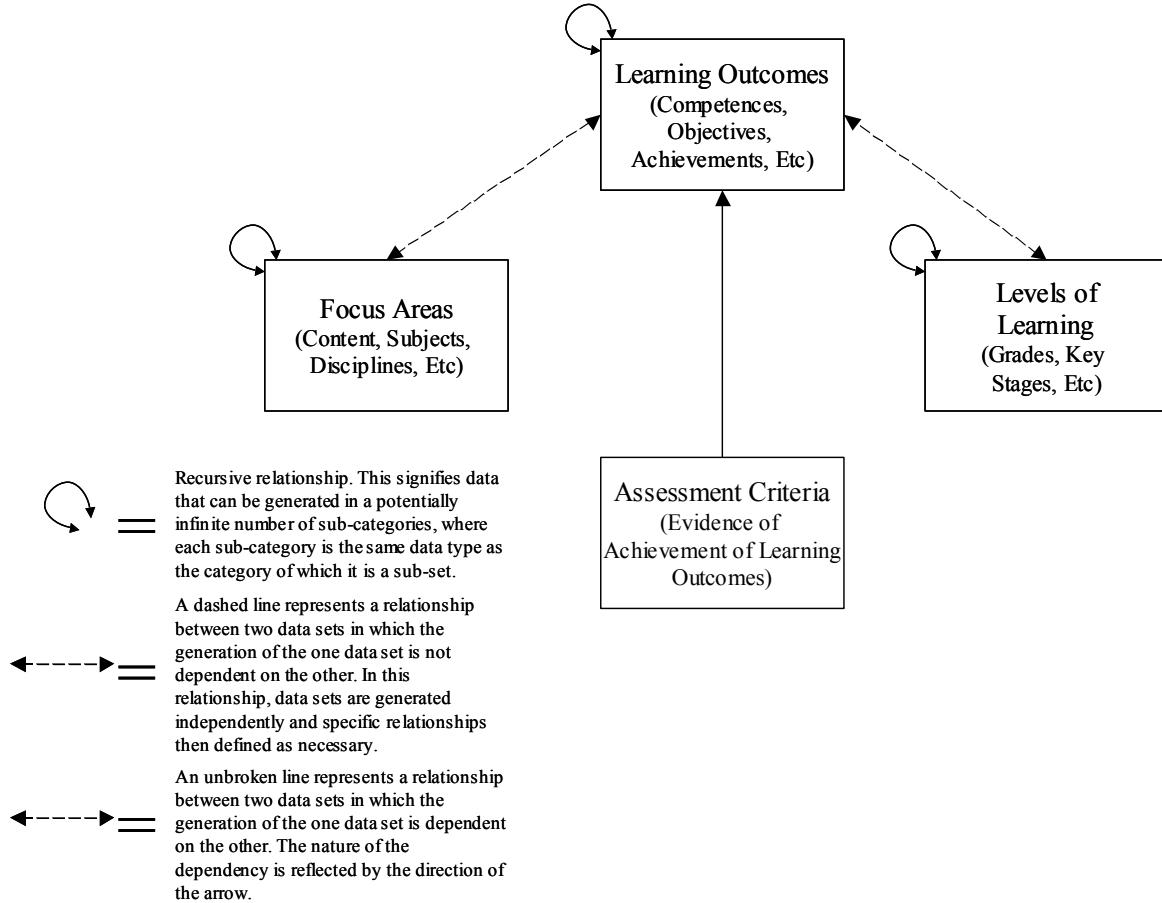 Learning Outcomes
(Competences,
Objectives,
Achievements, Etc)
Focus Areas
(Content, Subjects,
Disciplines, Etc)
Levels of
Learning
(Grades, Key
Stages, Etc)
Assessment Criteria
(Evidence of
Achievement of Learning
Outcomes)
Recursive relationship. This signifies data
that can be generated in a potentially
infinite number of sub-categories, where
each sub-category is the same data type as
the category of which it is a sub-set.
A dashed line represents a relationship
between two data sets in which the
generation of the one data set is not
dependent on the other. In this
relationship, data sets are generated
independently and specific relationships
then defined as necessary.
An unbroken line represents a relationship
between two data sets in which the
generation of the one data set is dependent
on the other. The nature of the
dependency is reflected by the direction of
the arrow.